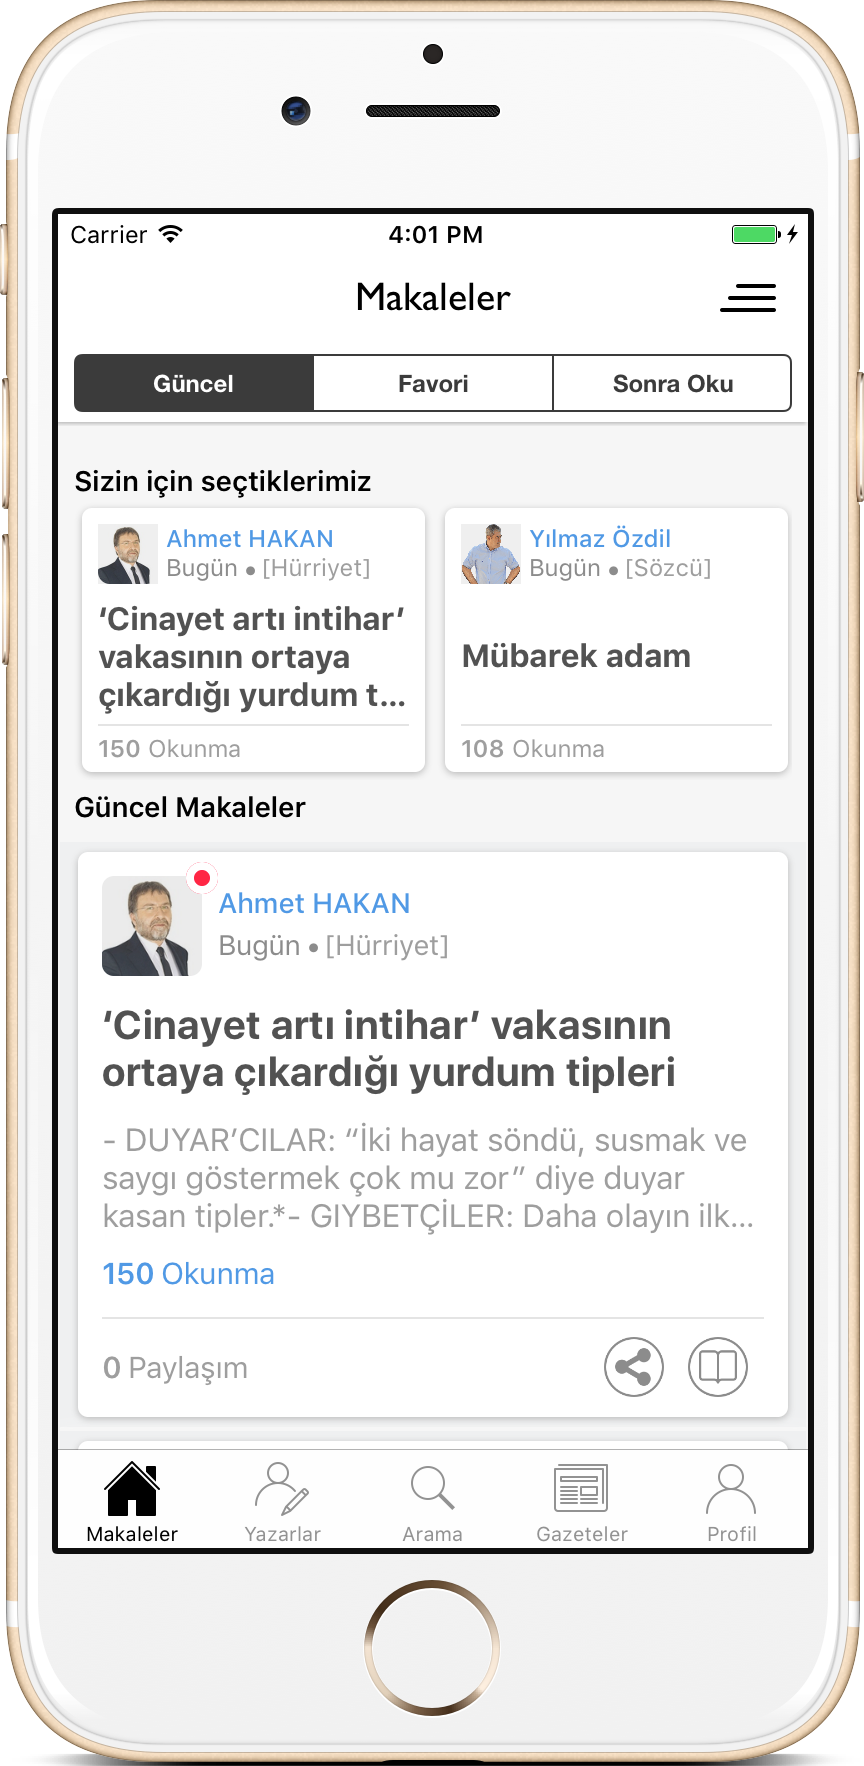 Carrier 4:01 PM
Makaleler
Güncel Favori Sonra Oku
Sizin için seçtiklerimiz
Ahmet HAKAN
Bugün • [Hürriyet]
‘Cinayet artı intihar’
vakasının ortaya
çıkardığı yurdum t...
150 Okunma
Yılmaz Özdil
Bugün • [Sözcü]
Mübarek adam
108 Okunma
Güncel Makaleler
Ahmet HAKAN
Bugün • [Hürriyet]
‘Cinayet artı intihar’ vakasının
ortaya çıkardığı yurdum tipleri
- DUYAR’CILAR: “İki hayat söndü, susmak ve
saygı göstermek çok mu zor” diye duyar
kasan tipler.*- GIYBETÇİLER: Daha olayın ilk...
150 Okunma
0 Paylaşım
Makaleler Yazarlar Arama Gazeteler Profil